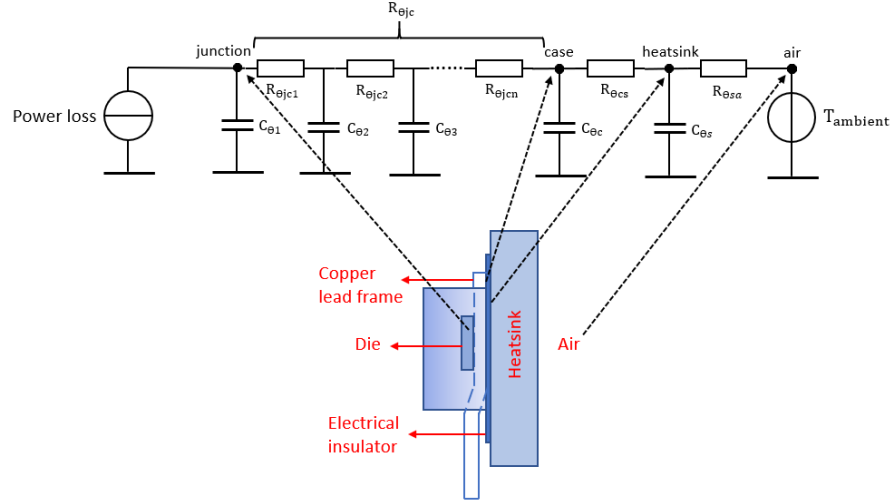 Rθjc
junction
case
heatsink
air
Rθjc1
Rθjc2
Rθjcn
Rθcs
Rθsa
Power loss
Cθ1
Cθ2
Cθ3
Cθc
Cθs
Tambient
Copper
lead frame
Die
Heatsink
Air
Electrical
insulator